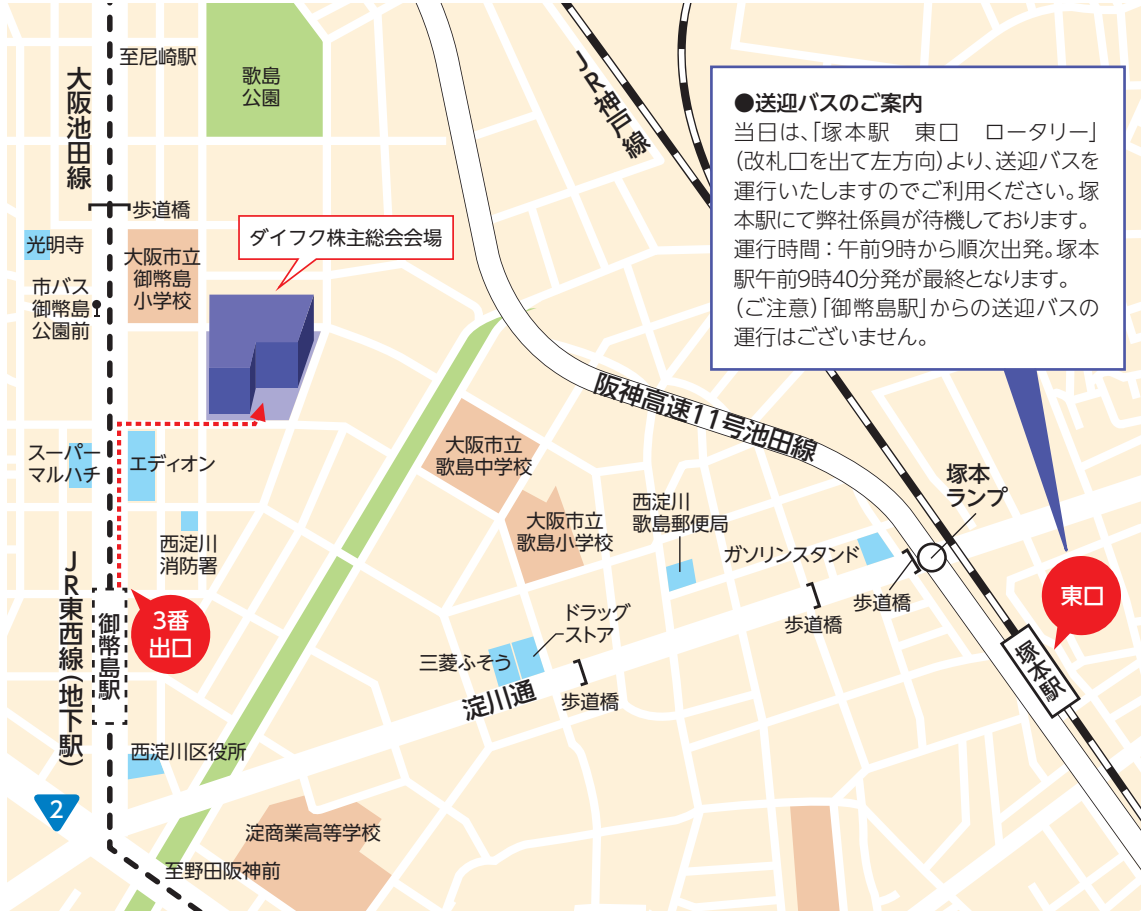 至尼崎駅
大阪池田線
歌島
公園
JR神戸線
●送迎バスのご案内
当日は、「塚本駅　東口　ロータリー」
(改札口を出て左方向)より、送迎バスを
運行いたしますのでご利用ください。塚
本駅にて弊社係員が待機しております。
運行時間：午前9時から順次出発。塚本
駅午前9時40分発が最終となります。
(ご注意)「御幣島駅」からの送迎バスの
運行はございません。
歩道橋
光明寺
大阪市立
御幣島
小学校
ダイフク株主総会会場
市バス
御幣島
公園前
阪神高速11号池田線
スーパー
マルハチ
エディオン
大阪市立
歌島中学校
塚本
ランプ
西淀川
消防署
大阪市立
歌島小学校
西淀川
歌島郵便局
ガソリンスタンド
JR東西線(地下駅)
御幣島駅
3番
出口
ドラッグ
ストア
歩道橋
歩道橋
東口
三菱ふそう
淀川通
歩道橋
塚本駅
西淀川区役所
2
淀商業高等学校
至野田阪神前